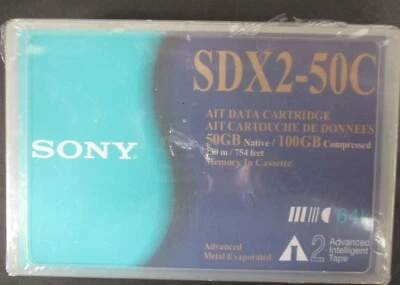 SDX2-50C
AIT DATA CARTRIDGE
AIT CARTOUCHE DE DONNEES
50GB Native / 100GB Compressed
230 m / 754 feet
Memory In Cassette
SONY
64k
Advanced
Metal Evaporated
2 Advanced
Intelligent
Tape